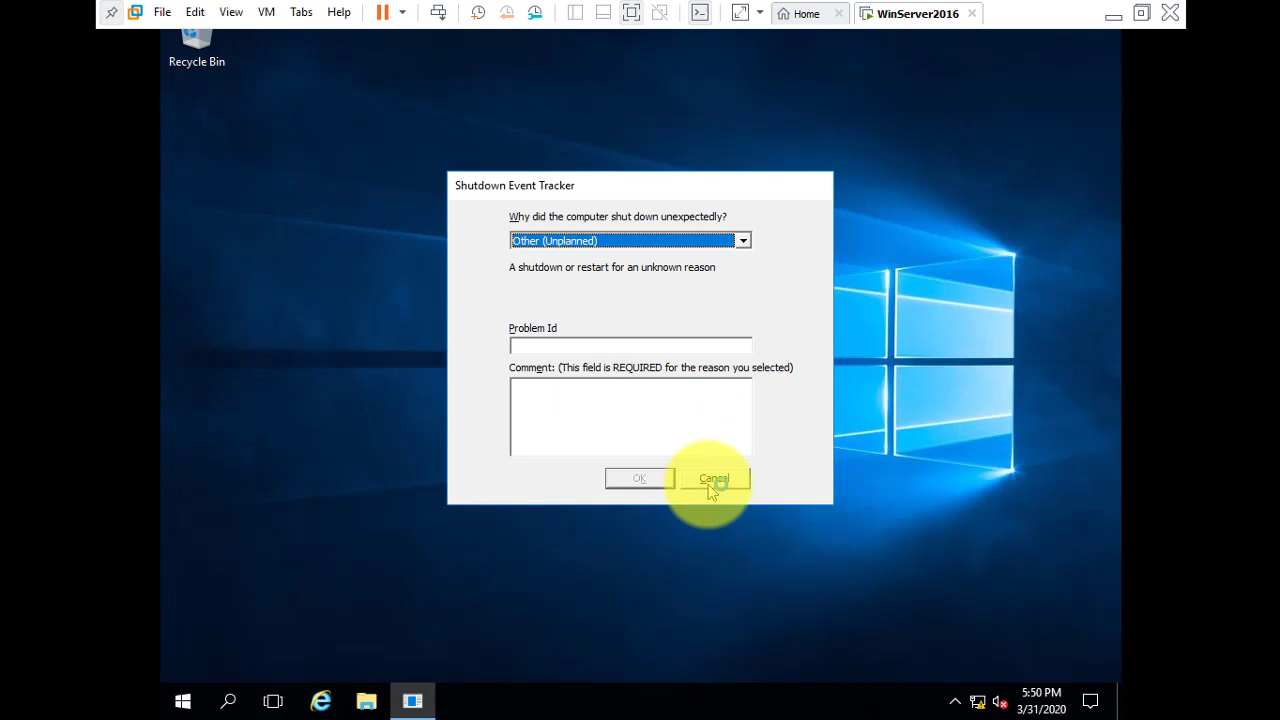 File Edit View VM Tabs Help Home WinServer2016
Recycle Bin
Shutdown Event Tracker
Why did the computer shut down unexpectedly?
Other (Unplanned)
A shutdown or restart for an unknown reason
Problem Id
Comment: (This field is REQUIRED for the reason you selected)
OK Cancel
5:50 PM
3/31/2020